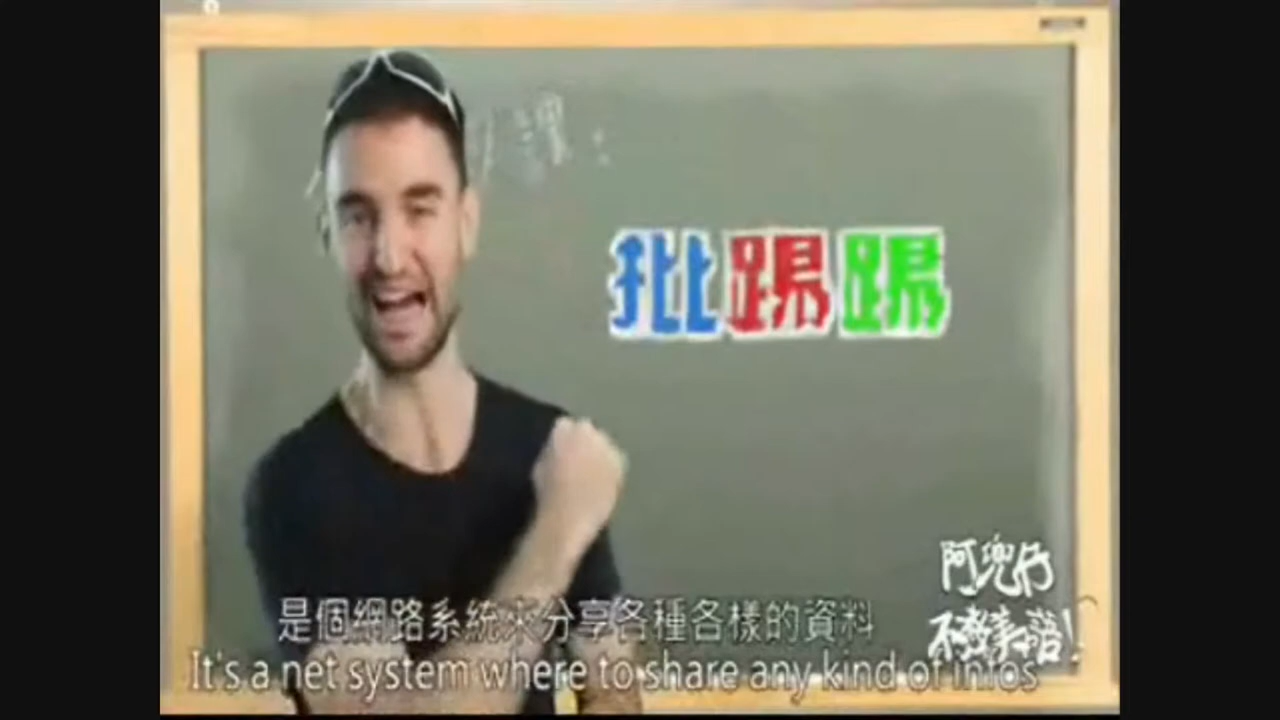 課：
批踢踢
阿兜仔
不教美語！
是個網路系統來分享各種各樣的資料
It's a net system where to share any kind of infos